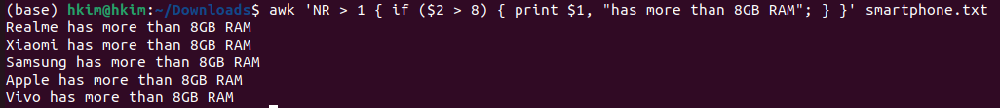 (base) hkim@hkim:~/Downloads$ awk 'NR > 1 { if ($2 > 8) { print $1, "has more than 8GB RAM"; } }' smartphone.txt
Realme has more than 8GB RAM
Xiaomi has more than 8GB RAM
Samsung has more than 8GB RAM
Apple has more than 8GB RAM
Vivo has more than 8GB RAM